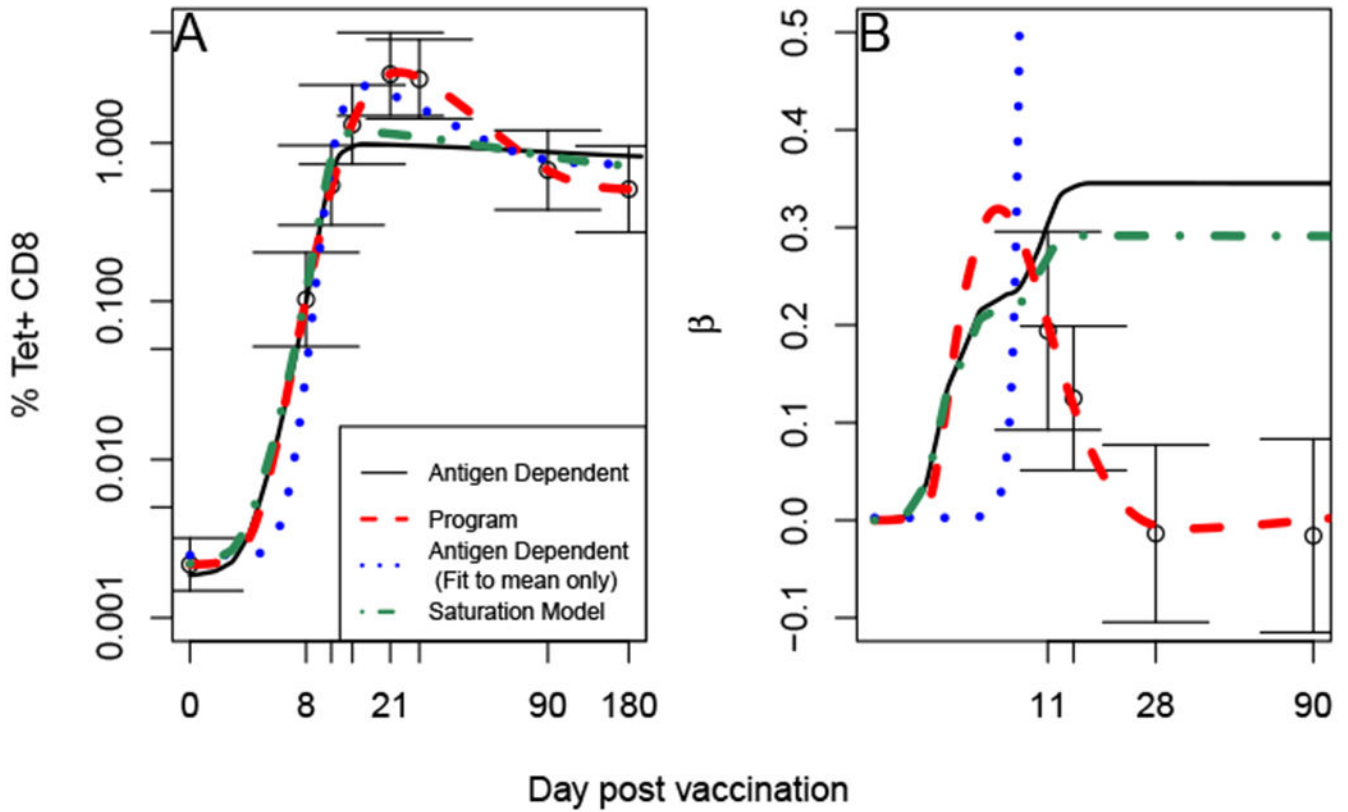 A
B
% Tet+ CD8
1.000
0.100
0.010
0.001
Antigen Dependent
Program
Antigen Dependent
(Fit to mean only)
Saturation Model
0
8
21
90
180
β
0.5
0.4
0.3
0.2
0.1
0.0
−0.1
11
28
90
Day post vaccination